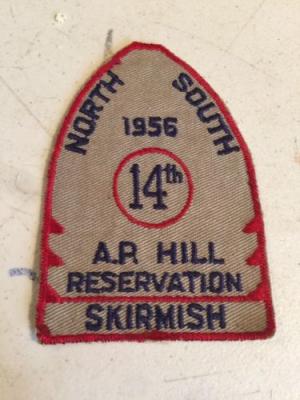 NORTH SOUTH
1956
14th
A.P. HILL
RESERVATION
SKIRMISH